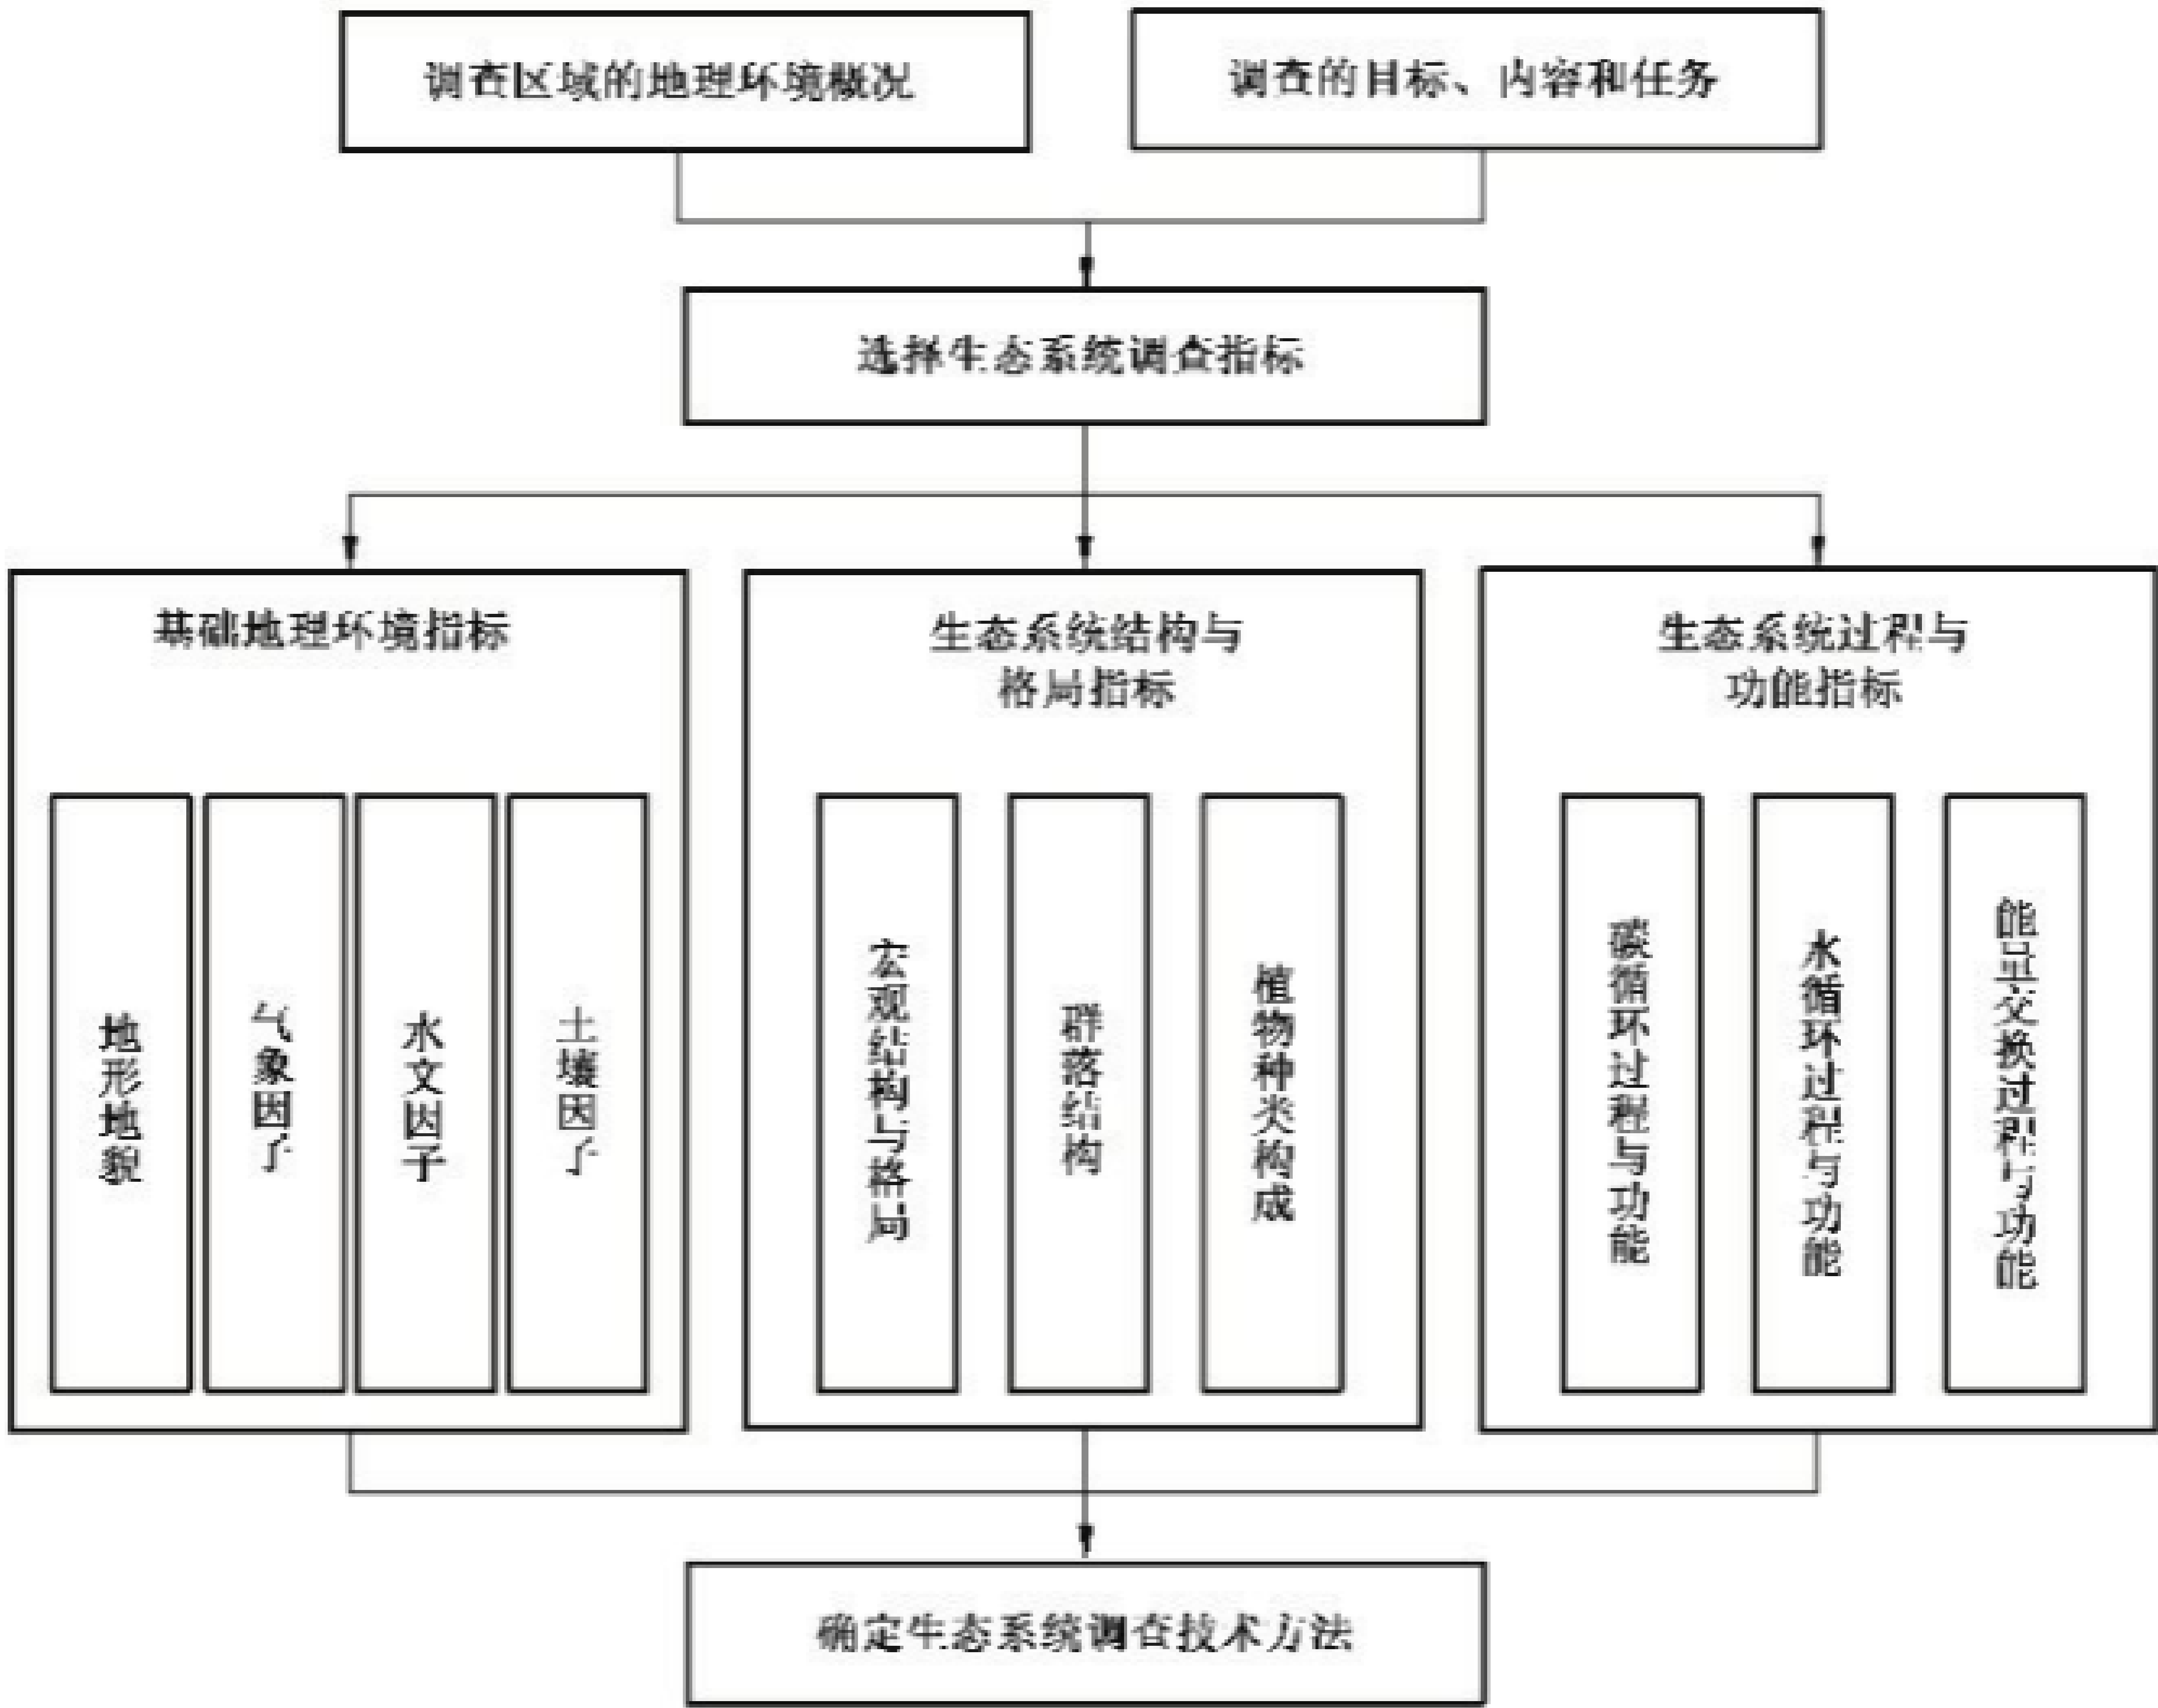 调查区域的地理环境概况
调查的目标、内容和任务
选择生态系统调查指标
基础地理环境指标
地形地貌
气象因子
水文因子
土壤因子
生态系统结构与
格局指标
宏观结构与格局
群落结构
植物种类构成
生态系统过程与
功能指标
碳循环过程与功能
水循环过程与功能
能量交换过程与功能
确定生态系统调查技术方法